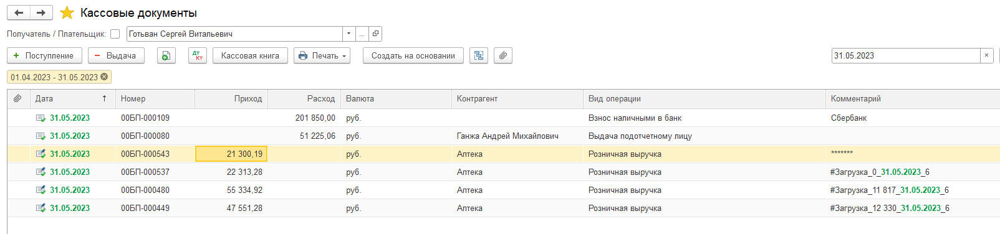 Кассовые документы
Получатель / Плательщик: Готьван Сергей Витальевич ...
+ Поступление − Выдача Дт Кт Кассовая книга Печать Создать на основании 31.05.2023 ×
01.04.2023 - 31.05.2023
Дата ↑ Номер Приход Расход Валюта Контрагент Вид операции Комментарий
31.05.2023 00БП-000109 201 850,00 руб. Взнос наличными в банк Сбербанк
31.05.2023 00БП-000080 51 225,06 руб. Ганжа Андрей Михайлович Выдача подотчетному лицу
31.05.2023 00БП-000543 21 300,19 руб. Аптека Розничная выручка *******
31.05.2023 00БП-000537 22 313,28 руб. Аптека Розничная выручка #Загрузка_0_31.05.2023_6
31.05.2023 00БП-000480 55 334,92 руб. Аптека Розничная выручка #Загрузка_11 817_31.05.2023_6
31.05.2023 00БП-000449 47 551,28 руб. Аптека Розничная выручка #Загрузка_12 330_31.05.2023_6